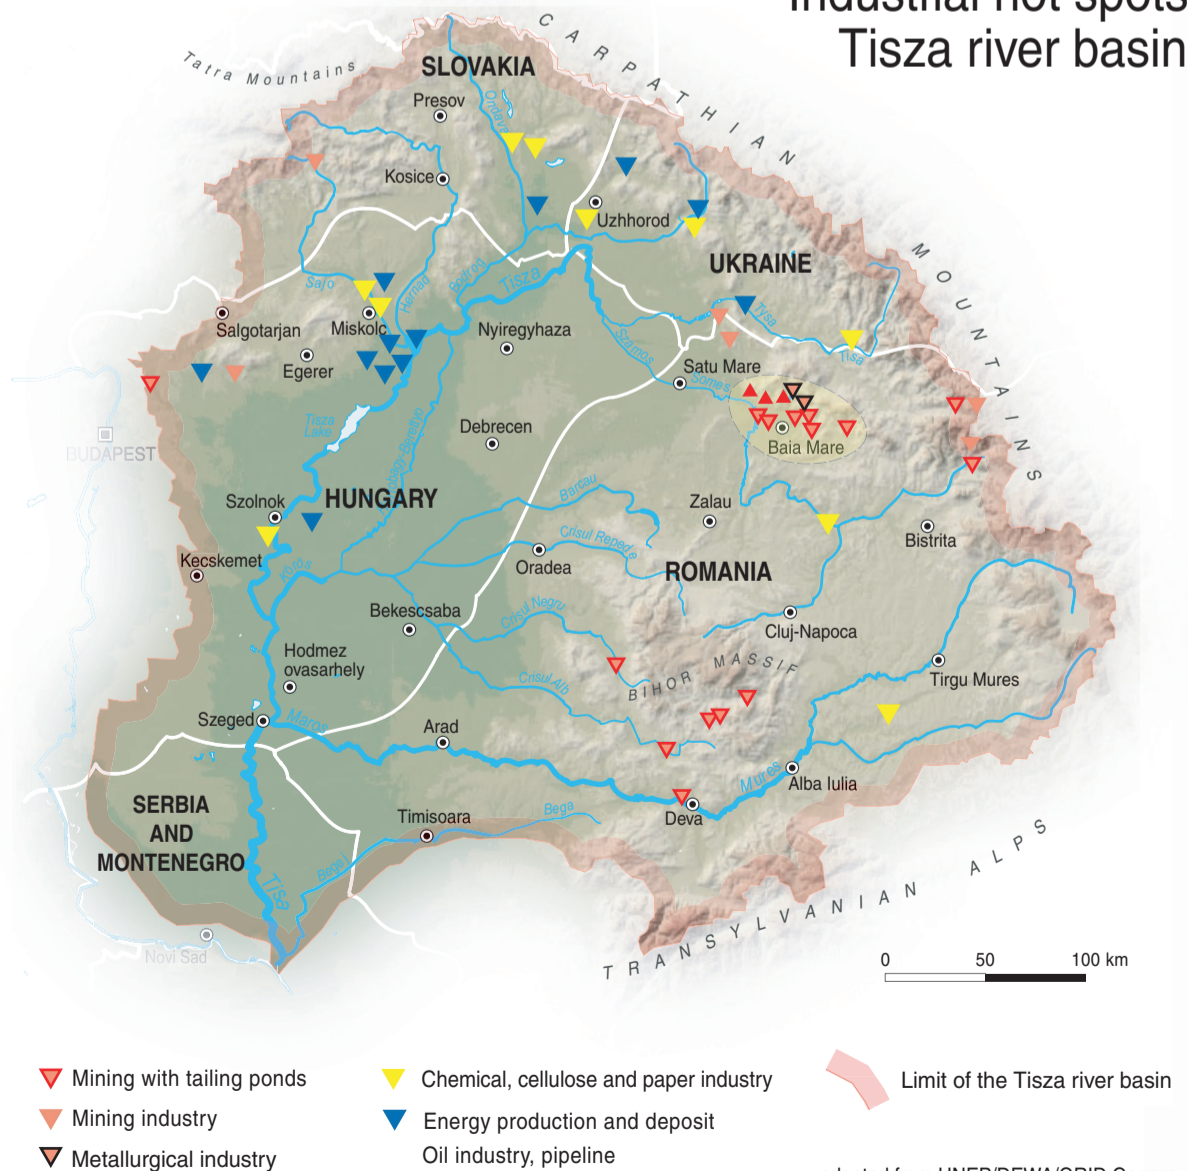 Industrial hot spots
Tisza river basin
CARPATHIAN
MOUNTAINS
Tatra Mountains
SLOVAKIA
Presov
Ondava
Kosice
Uzhhorod
UKRAINE
Sajo
Hernad
Bodrog
Tisza
Tysa
Tisa
Salgotarjan
Miskolc
Nyiregyhaza
Szamos
Satu Mare
Somes
Egerer
Baia Mare
BUDAPEST
Tisza
Lake
Debrecen
HUNGARY
Szolnok
Barcau
Zalau
Bistrita
Crisul Repede
Kecskemet
Körös
Oradea
ROMANIA
Bekescsaba
Crisul Negru
Cluj-Napoca
Hodmez
ovasarhely
BIHOR MASSIF
Tirgu Mures
Crisul Alb
Szeged
Maros
Arad
Mures
Alba Iulia
SERBIA
AND
MONTENEGRO
Timisoara
Bega
Deva
Begej
Tisa
TRANSYLVANIAN ALPS
Novi Sad
0 50 100 km
Mining with tailing ponds
Mining industry
Metallurgical industry
Chemical, cellulose and paper industry
Energy production and deposit
Oil industry, pipeline
Limit of the Tisza river basin